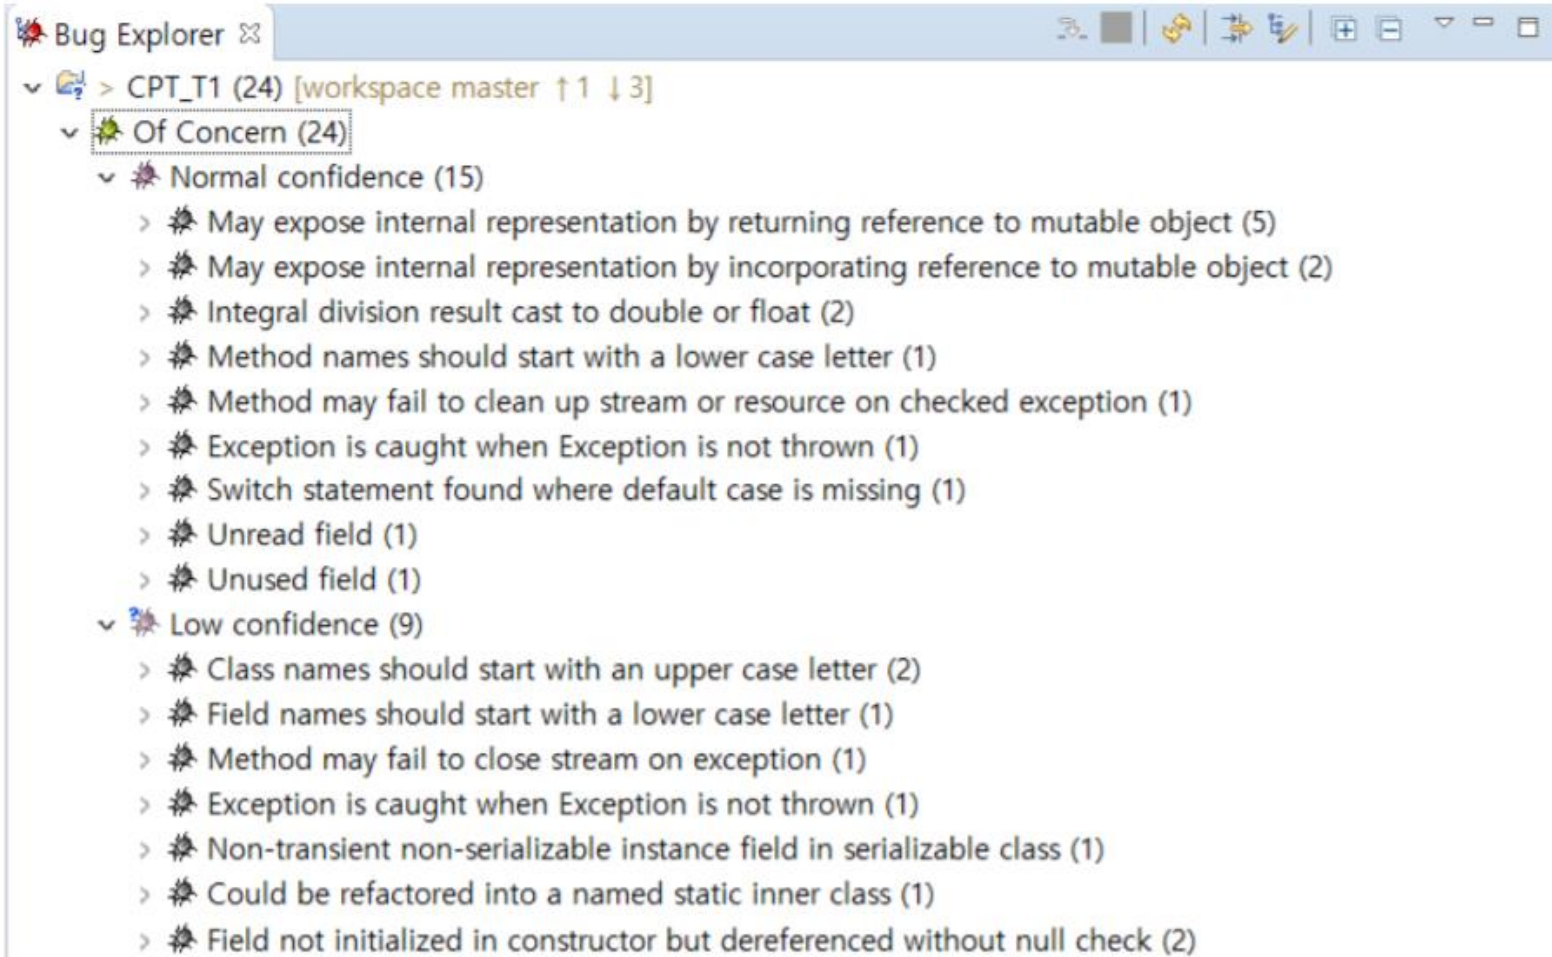 Bug Explorer
> CPT_T1 (24) [workspace master ↑1 ↓3]
Of Concern (24)
Normal confidence (15)
May expose internal representation by returning reference to mutable object (5)
May expose internal representation by incorporating reference to mutable object (2)
Integral division result cast to double or float (2)
Method names should start with a lower case letter (1)
Method may fail to clean up stream or resource on checked exception (1)
Exception is caught when Exception is not thrown (1)
Switch statement found where default case is missing (1)
Unread field (1)
Unused field (1)
Low confidence (9)
Class names should start with an upper case letter (2)
Field names should start with a lower case letter (1)
Method may fail to close stream on exception (1)
Exception is caught when Exception is not thrown (1)
Non-transient non-serializable instance field in serializable class (1)
Could be refactored into a named static inner class (1)
Field not initialized in constructor but dereferenced without null check (2)